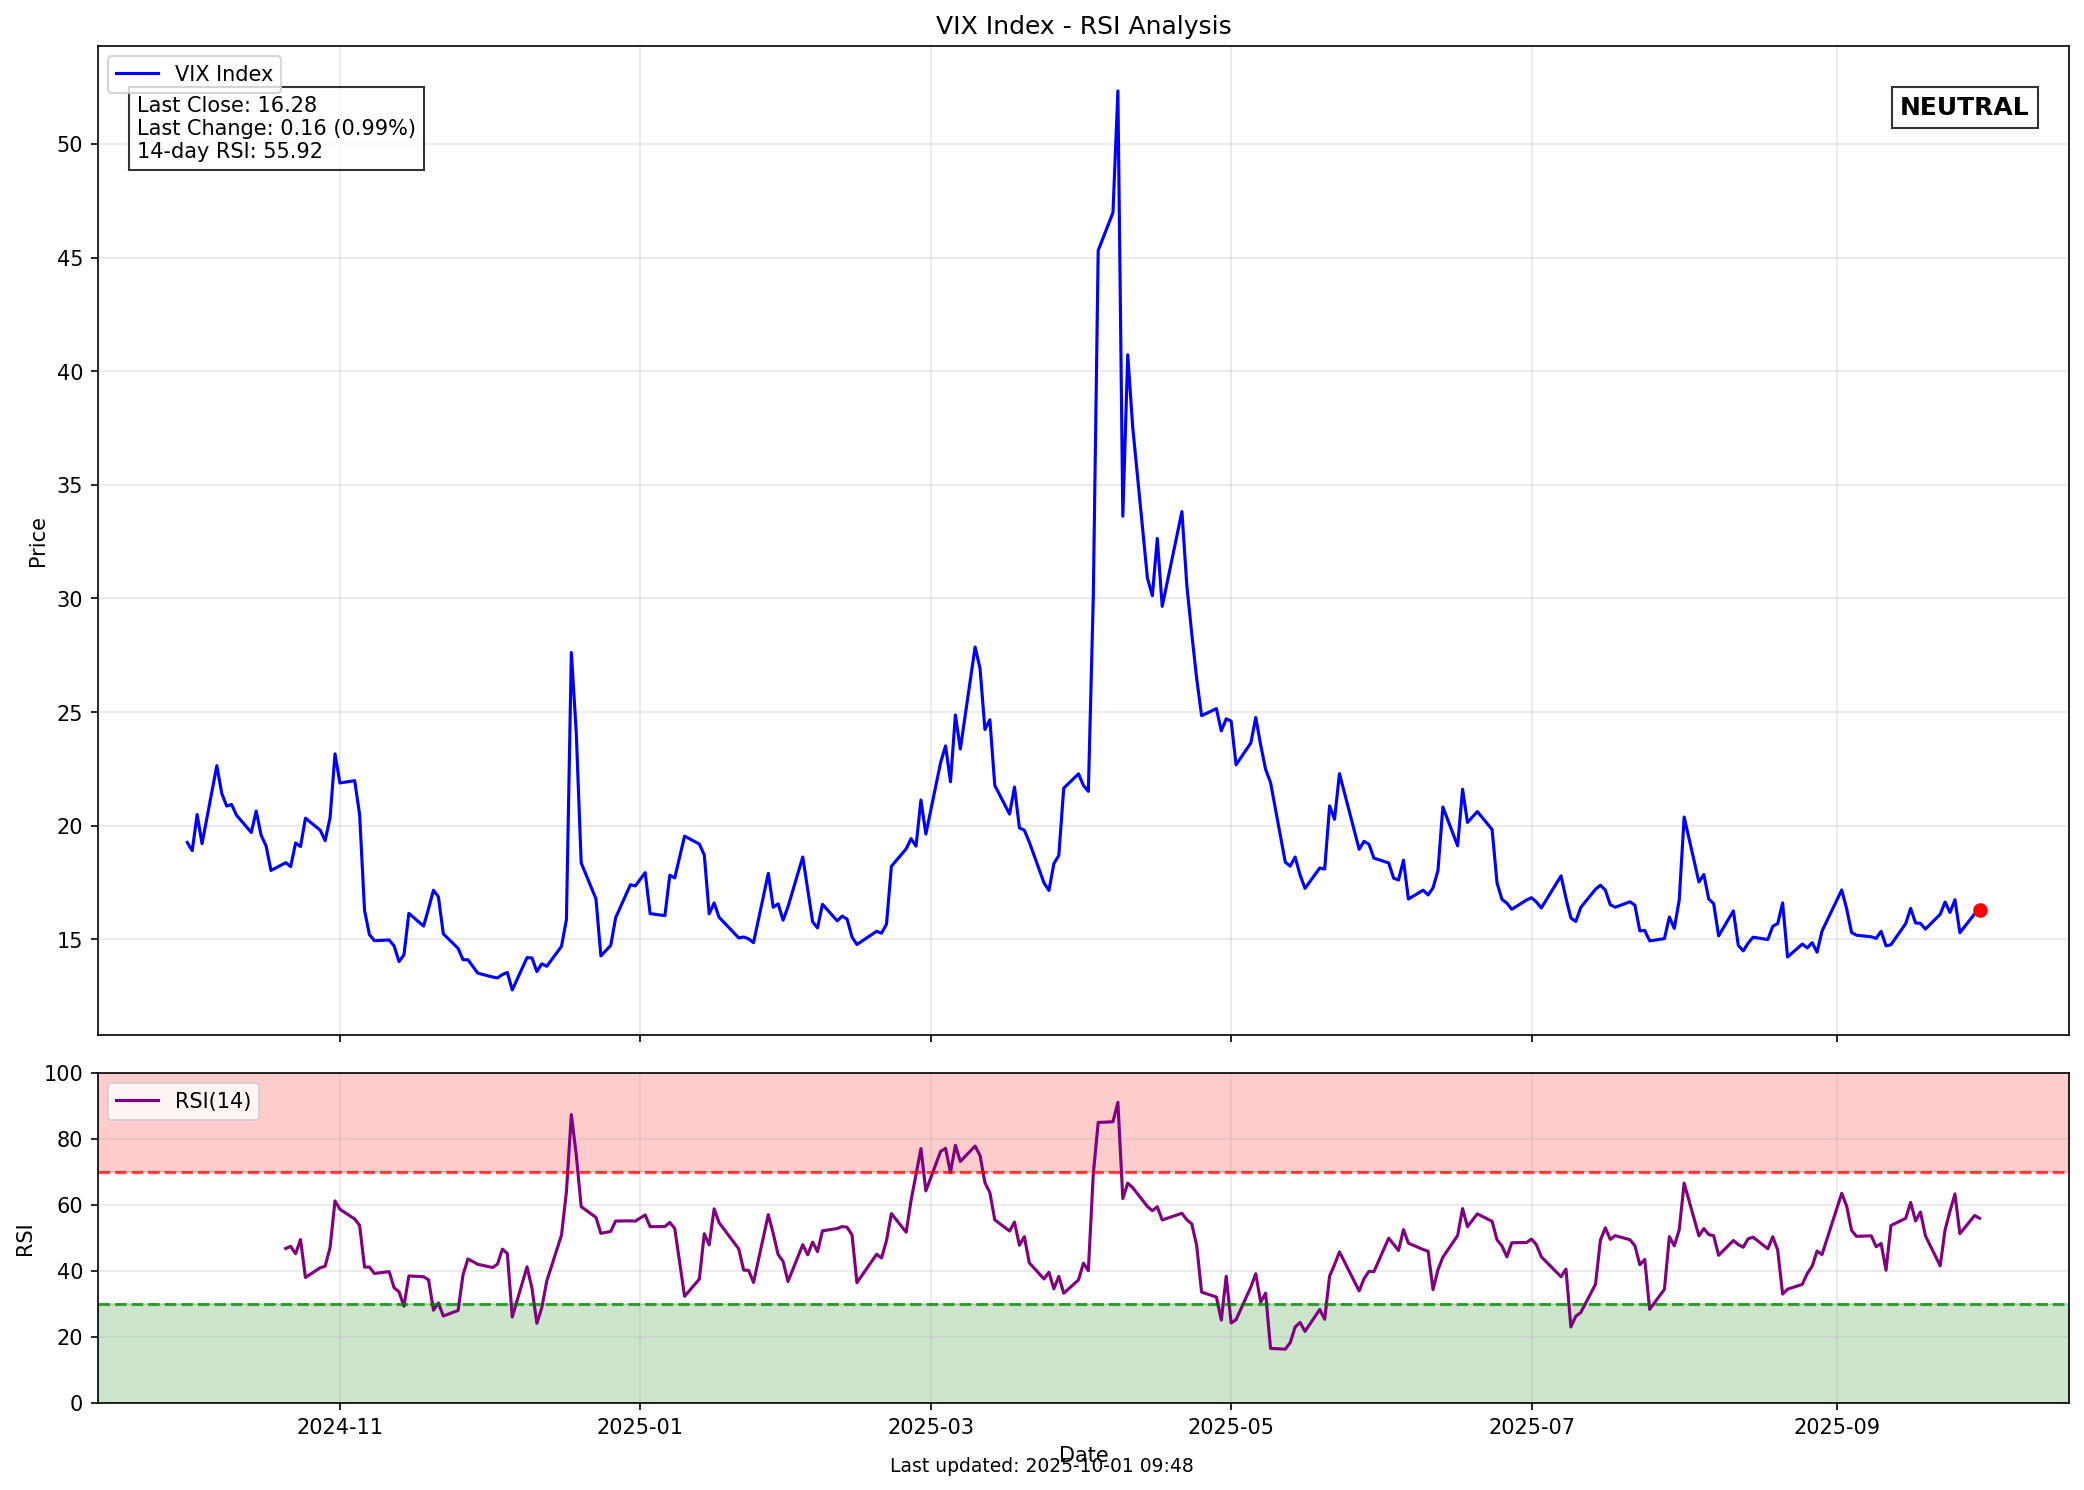 VIX Index - RSI Analysis
VIX Index
Last Close: 16.28
Last Change: 0.16 (0.99%)
14-day RSI: 55.92
NEUTRAL
50
45
40
35
30
25
20
15
Price
RSI(14)
100
80
60
40
20
0
RSI
2024-11
2025-01
2025-03
2025-05
2025-07
2025-09
Date
Last updated: 2025-10-01 09:48